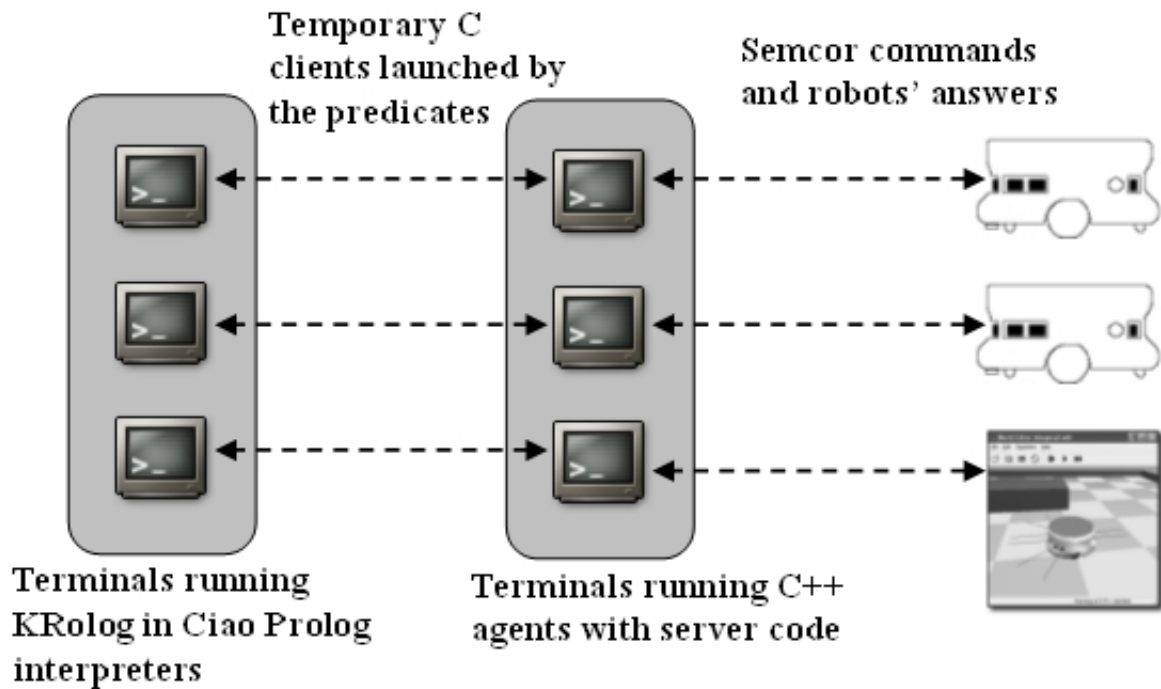 Temporary C
clients launched by
the predicates
Semcor commands
and robots' answers
>_
>_
>_
>_
>_
>_
Terminals running
KRolog in Ciao Prolog
interpreters
Terminals running C++
agents with server code